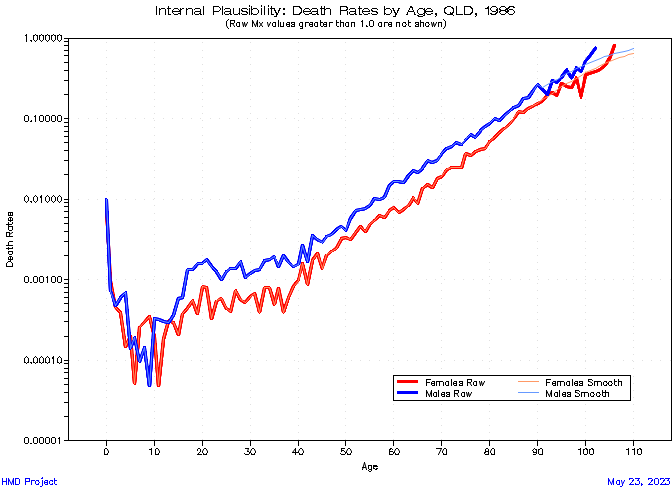 Internal Plausibility: Death Rates by Age, QLD, 1986
(Raw Mx values greater than 1.0 are not shown)
1.00000
0.10000
0.01000
0.00100
0.00010
0.00001
Death Rates
0 10 20 30 40 50 60 70 80 90 100 110
Age
Females Raw Females Smooth
Males Raw Males Smooth
HMD Project May 23, 2023